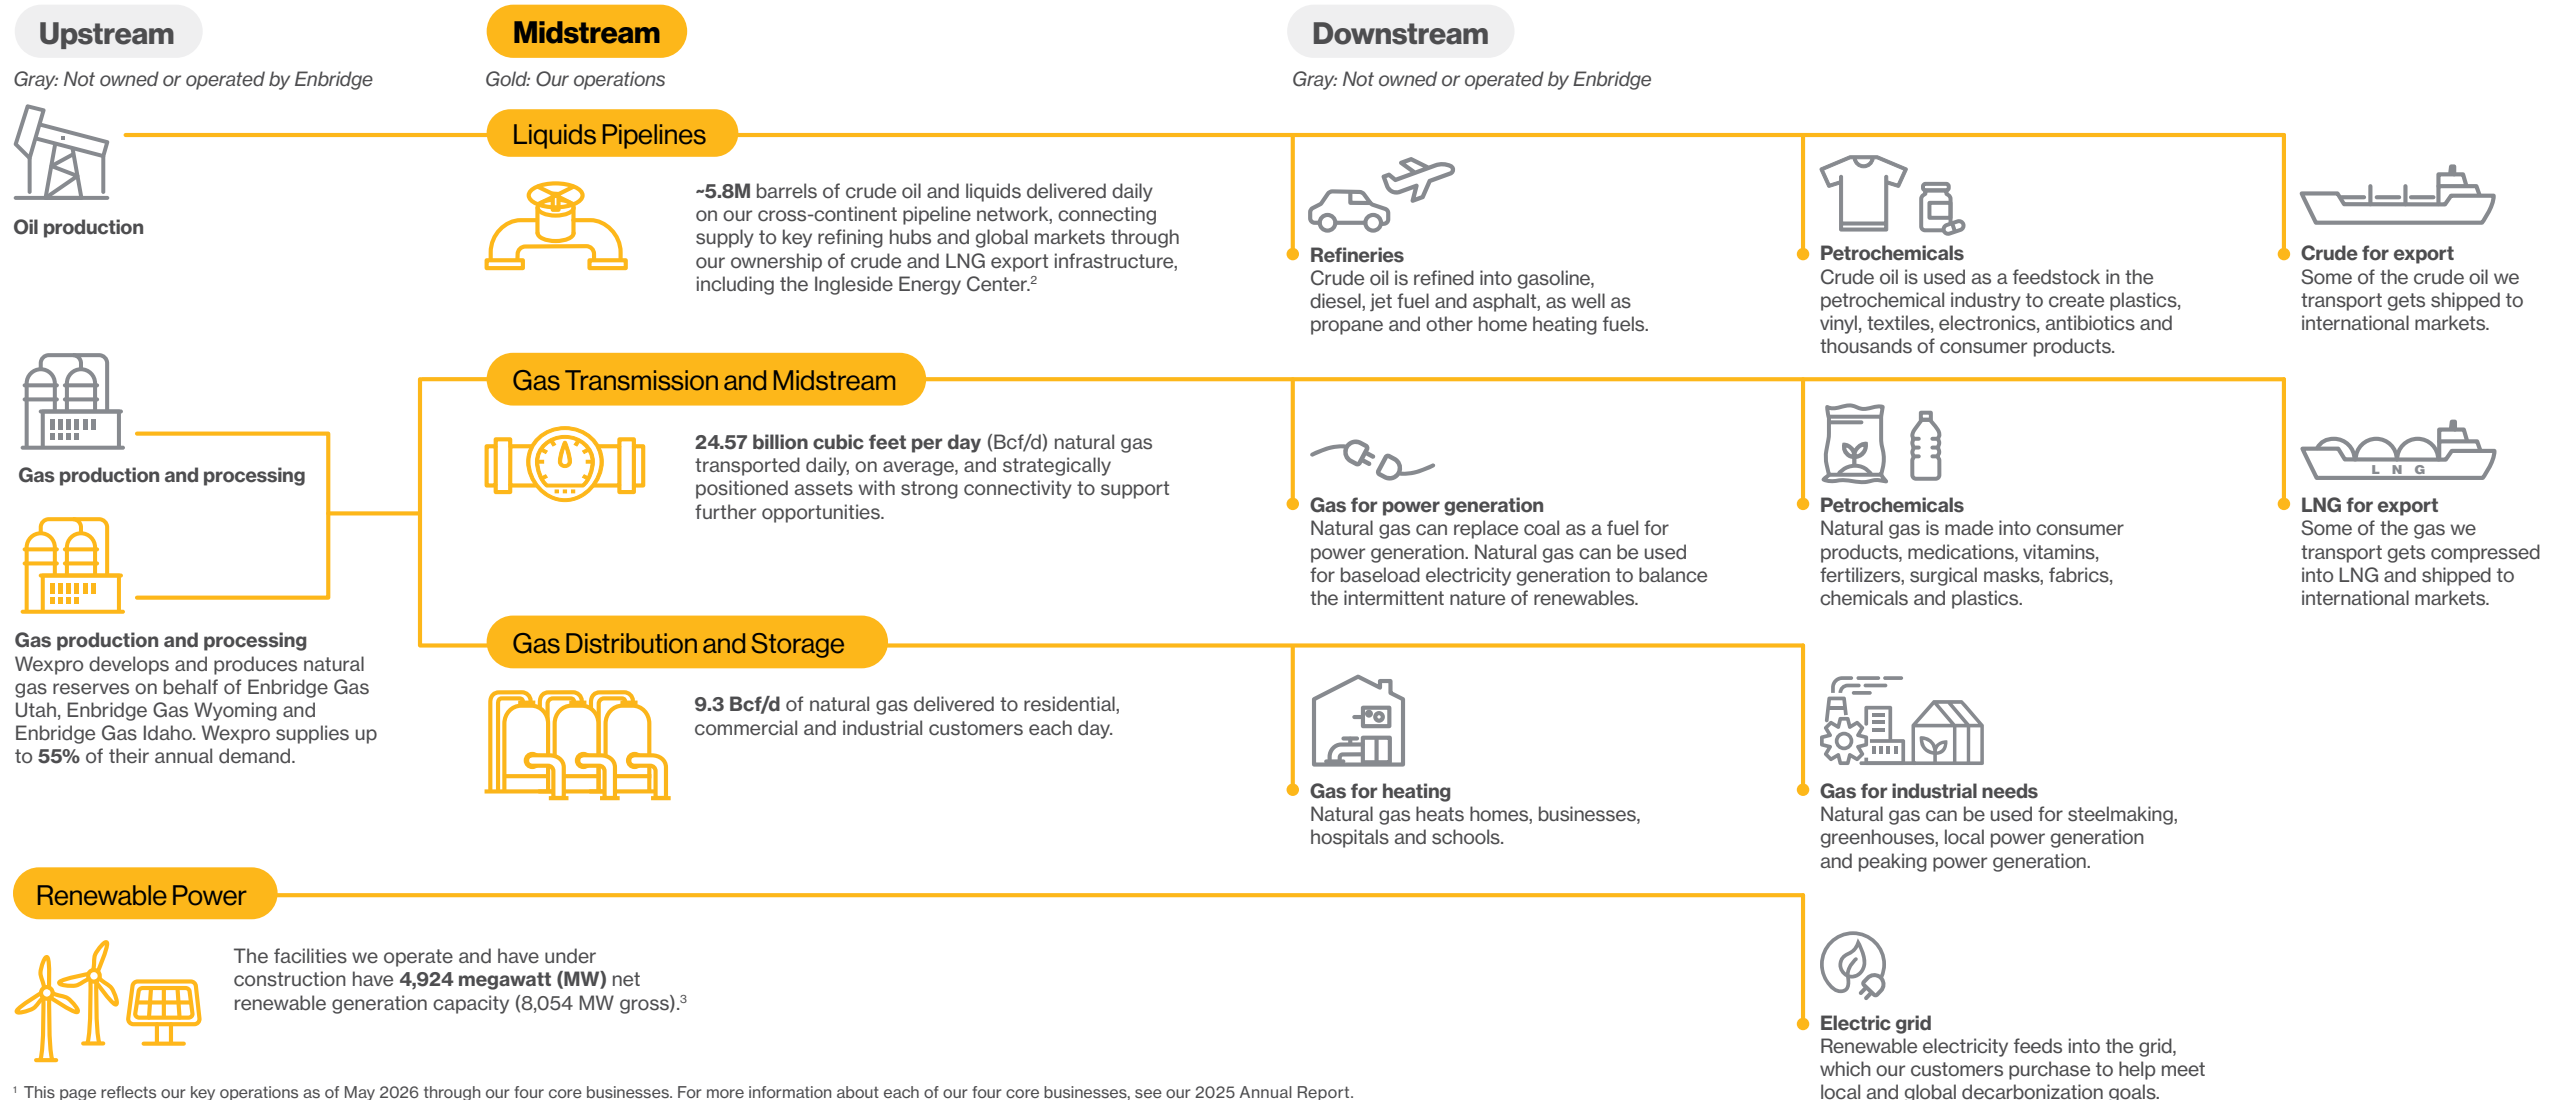 Upstream
Gray: Not owned or operated by Enbridge
Midstream
Gold: Our operations
Downstream
Gray: Not owned or operated by Enbridge
Oil production
Liquids Pipelines
~5.8M barrels of crude oil and liquids delivered daily
on our cross-continent pipeline network, connecting
supply to key refining hubs and global markets through
our ownership of crude and LNG export infrastructure,
including the Ingleside Energy Center.²
Refineries
Crude oil is refined into gasoline,
diesel, jet fuel and asphalt, as well as
propane and other home heating fuels.
Petrochemicals
Crude oil is used as a feedstock in the
petrochemical industry to create plastics,
vinyl, textiles, electronics, antibiotics and
thousands of consumer products.
Crude for export
Some of the crude oil we
transport gets shipped to
international markets.
Gas production and processing
Gas production and processing
Wexpro develops and produces natural
gas reserves on behalf of Enbridge Gas
Utah, Enbridge Gas Wyoming and
Enbridge Gas Idaho. Wexpro supplies up
to 55% of their annual demand.
Gas Transmission and Midstream
24.57 billion cubic feet per day (Bcf/d) natural gas
transported daily, on average, and strategically
positioned assets with strong connectivity to support
further opportunities.
Gas for power generation
Natural gas can replace coal as a fuel for
power generation. Natural gas can be used
for baseload electricity generation to balance
the intermittent nature of renewables.
Petrochemicals
Natural gas is made into consumer
products, medications, vitamins,
fertilizers, surgical masks, fabrics,
chemicals and plastics.
LNG
LNG for export
Some of the gas we
transport gets compressed
into LNG and shipped to
international markets.
Gas Distribution and Storage
9.3 Bcf/d of natural gas delivered to residential,
commercial and industrial customers each day.
Gas for heating
Natural gas heats homes, businesses,
hospitals and schools.
Gas for industrial needs
Natural gas can be used for steelmaking,
greenhouses, local power generation
and peaking power generation.
Renewable Power
The facilities we operate and have under
construction have 4,924 megawatt (MW) net
renewable generation capacity (8,054 MW gross).³
Electric grid
Renewable electricity feeds into the grid,
which our customers purchase to help meet
local and global decarbonization goals.
¹ This page reflects our key operations as of May 2026 through our four core businesses. For more information about each of our four core businesses, see our 2025 Annual Report.